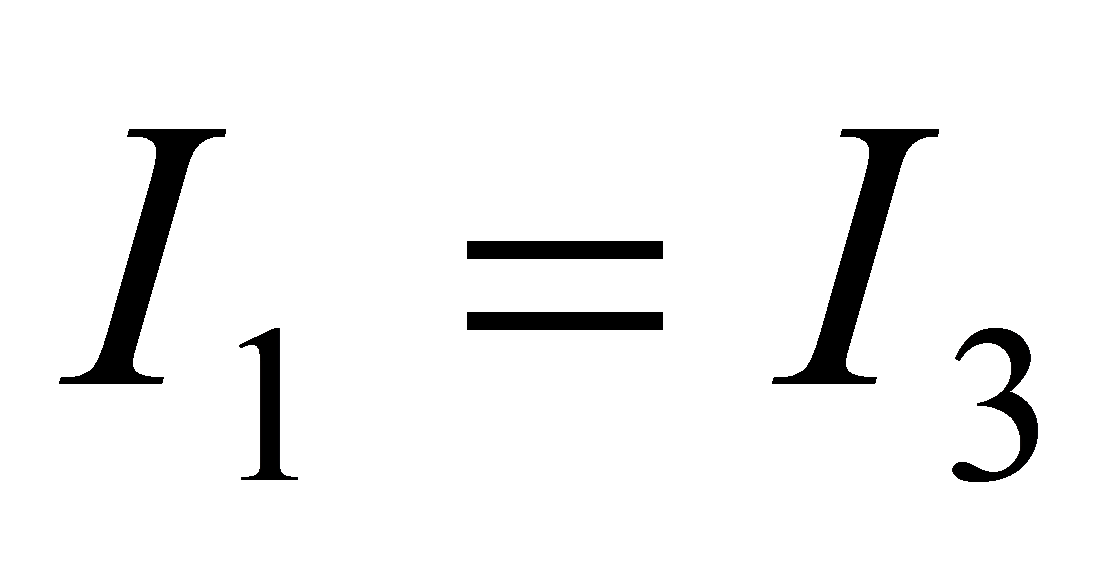 I₁ = I₃